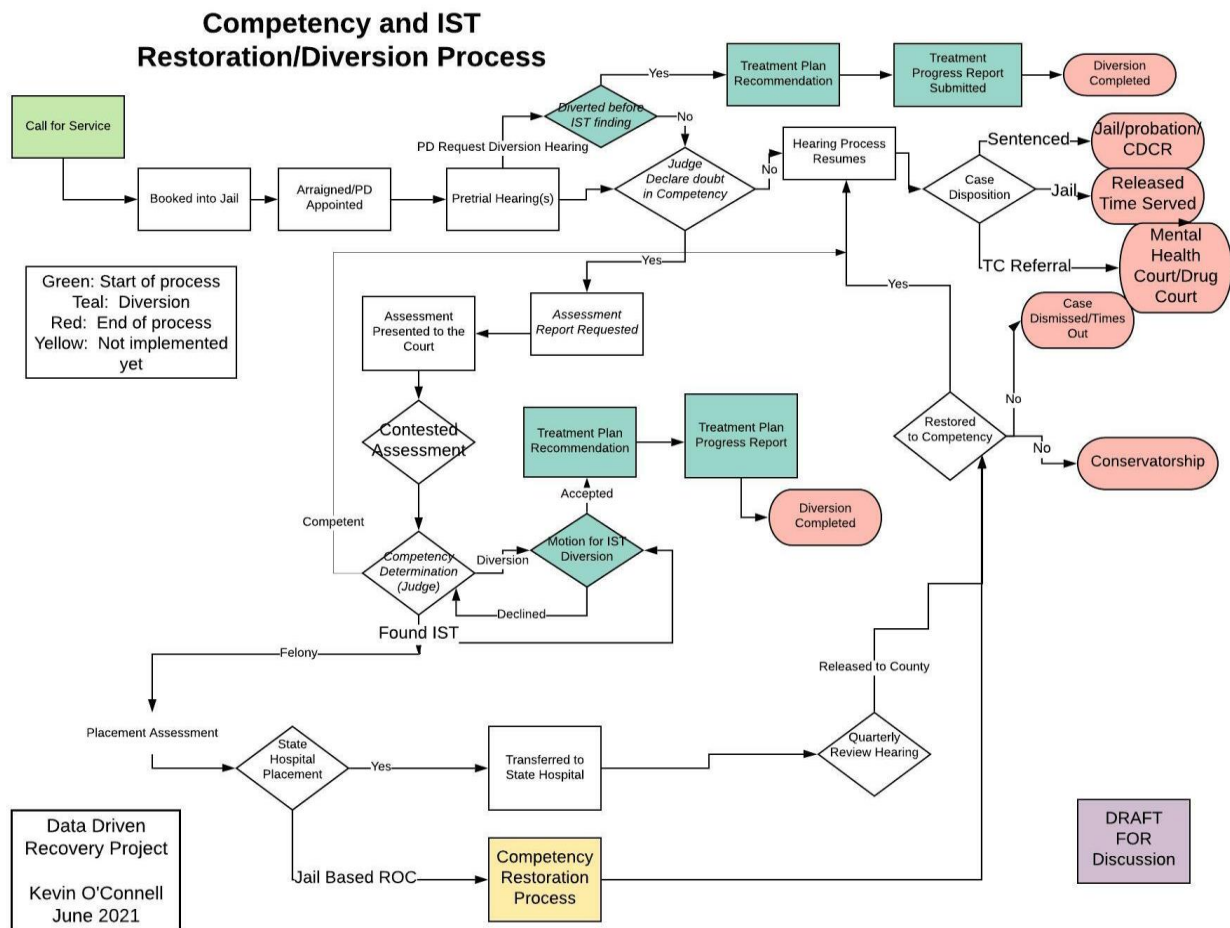 Competency and IST
Restoration/Diversion Process
Call for Service
Booked into Jail
Arraigned/PD
Appointed
Pretrial Hearing(s)
PD Request Diversion Hearing
Diverted before
IST finding
Yes
Treatment Plan
Recommendation
Treatment
Progress Report
Submitted
Diversion
Completed
No
Judge
Declare doubt
in Competency
No
Hearing Process
Resumes
Case
Disposition
Sentenced
Jail/probation/
CDCR
Jail
Released
Time Served
TC Referral
Mental
Health
Court/Drug
Court
Green: Start of process
Teal: Diversion
Red: End of process
Yellow: Not implemented
yet
Yes
Assessment
Report Requested
Assessment
Presented to the
Court
Contested
Assessment
Competent
Competency
Determination
(Judge)
Diversion
Motion for IST
Diversion
Accepted
Treatment Plan
Recommendation
Treatment Plan
Progress Report
Diversion
Completed
Declined
Found IST
Felony
Placement Assessment
State
Hospital
Placement
Yes
Transferred to
State Hospital
Quarterly
Review Hearing
Released to County
Jail Based ROC
Competency
Restoration
Process
Restored
to Competency
Yes
No
Case
Dismissed/Times
Out
No
Conservatorship
Data Driven
Recovery Project
Kevin O'Connell
June 2021
DRAFT
FOR
Discussion